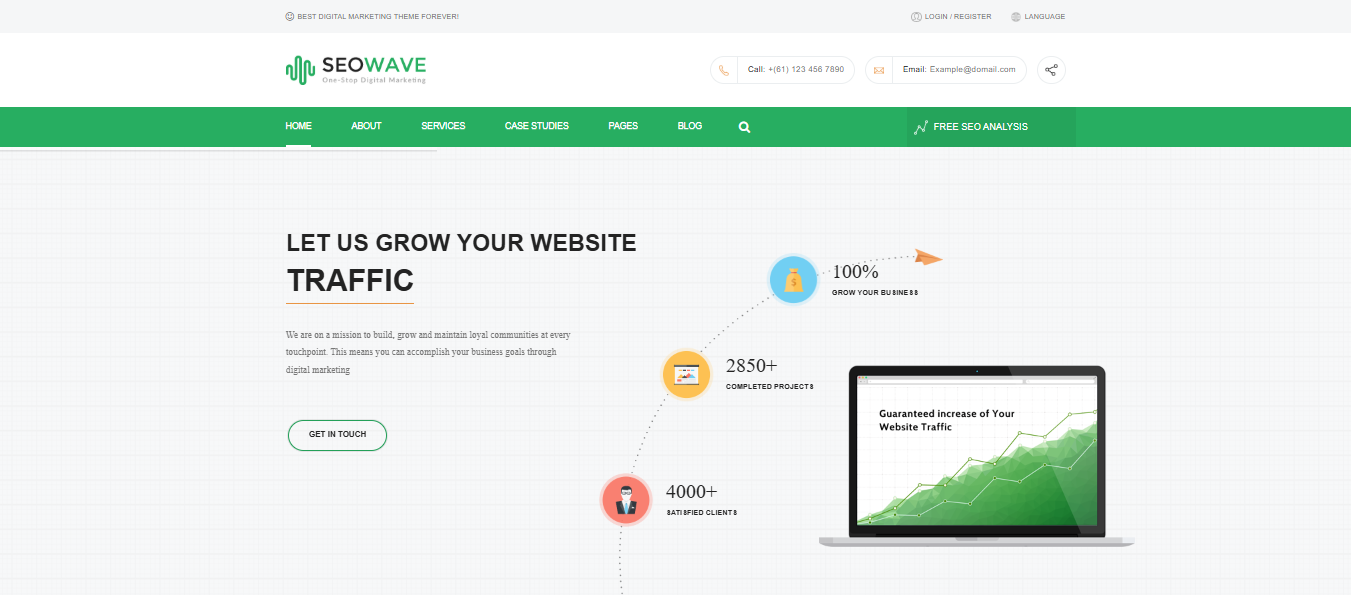 BEST DIGITAL MARKETING THEME FOREVER!
LOGIN / REGISTER
LANGUAGE
SEOWAVE
One-Stop Digital Marketing
Call: +(61) 123 456 7890
Email: Example@domail.com
HOME
ABOUT
SERVICES
CASE STUDIES
PAGES
BLOG
FREE SEO ANALYSIS
LET US GROW YOUR WEBSITE
TRAFFIC
We are on a mission to build, grow and maintain loyal communities at every
touchpoint. This means you can accomplish your business goals through
digital marketing
GET IN TOUCH
100%
GROW YOUR BUSINESS
2850+
COMPLETED PROJECTS
4000+
SATISFIED CLIENTS
Guaranteed increase of Your
Website Traffic